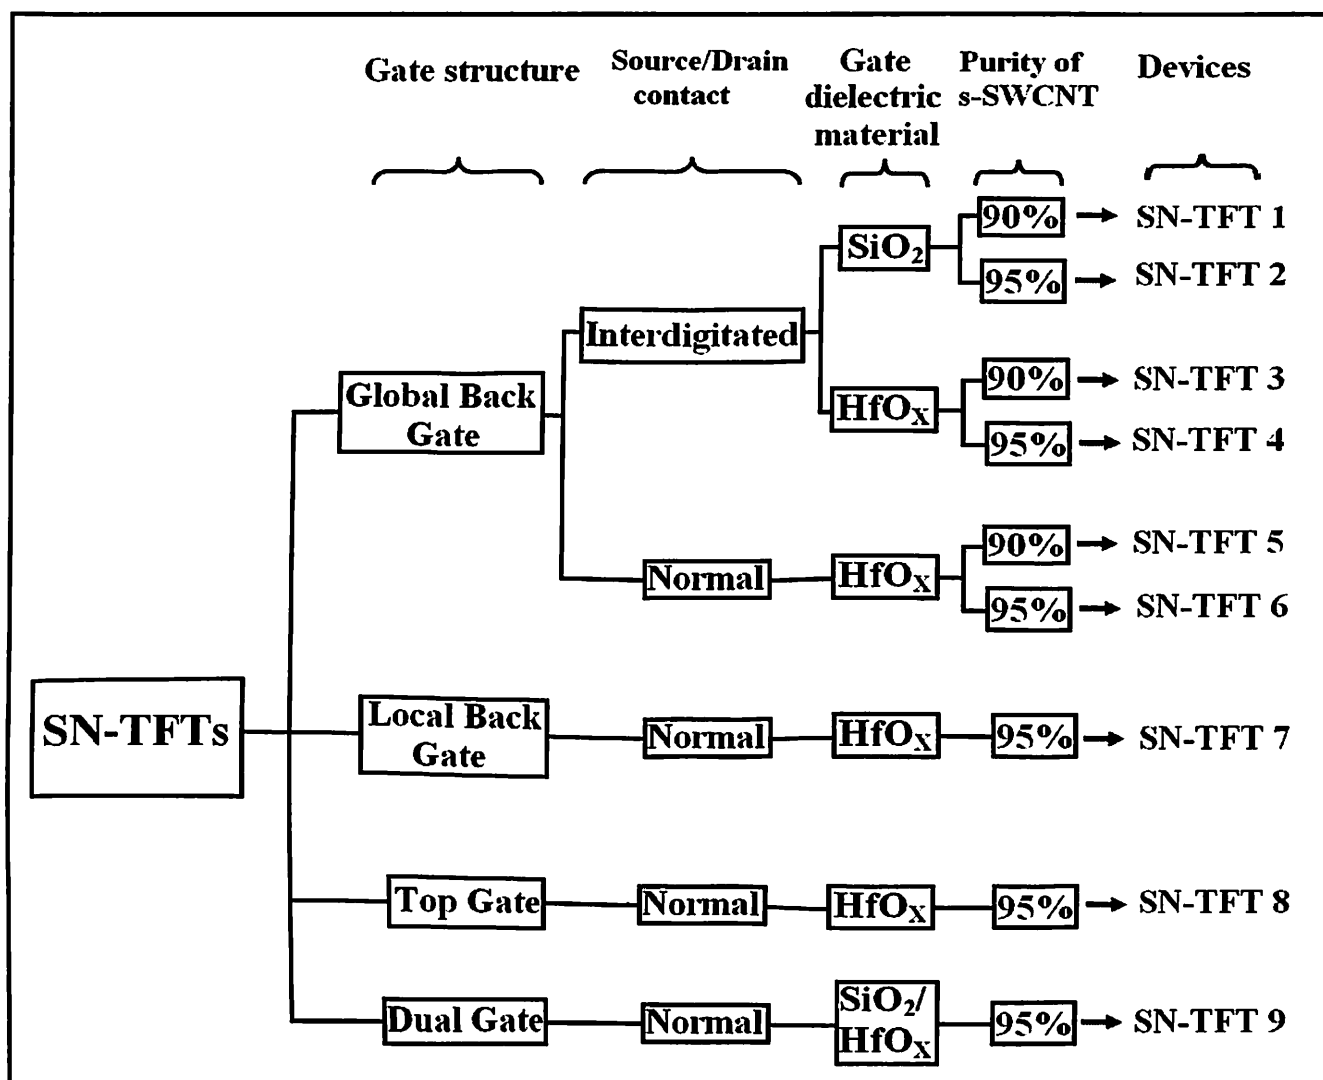 Gate structure
Source/Drain
contact
Gate
dielectric
material
Purity of
s-SWCNT
Devices
SiO₂
90%
SN-TFT 1
95%
SN-TFT 2
Interdigitated
Global Back
Gate
HfOₓ
90%
SN-TFT 3
95%
SN-TFT 4
Normal
HfOₓ
90%
SN-TFT 5
95%
SN-TFT 6
SN-TFTs
Local Back
Gate
Normal
HfOₓ
95%
SN-TFT 7
Top Gate
Normal
HfOₓ
95%
SN-TFT 8
Dual Gate
Normal
SiO₂/
HfOₓ
95%
SN-TFT 9